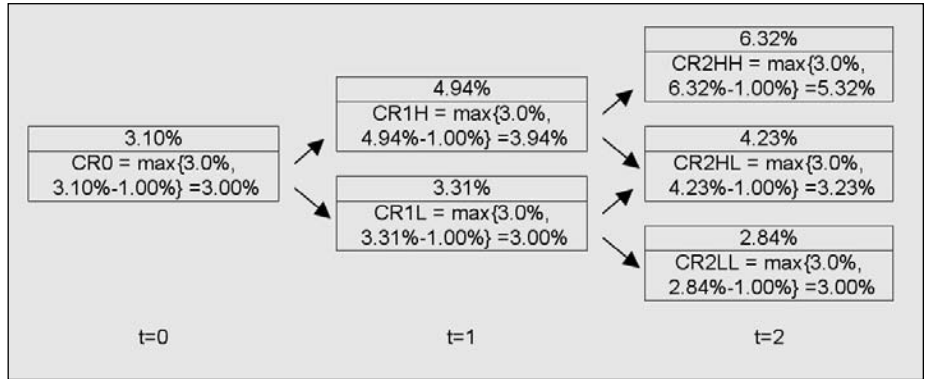 3.10%
CR0 = max{3.0%,
3.10%-1.00%} =3.00%
4.94%
CR1H = max{3.0%,
4.94%-1.00%} =3.94%
3.31%
CR1L = max{3.0%,
3.31%-1.00%} =3.00%
6.32%
CR2HH = max{3.0%,
6.32%-1.00%} =5.32%
4.23%
CR2HL = max{3.0%,
4.23%-1.00%} =3.23%
2.84%
CR2LL = max{3.0%,
2.84%-1.00%} =3.00%
t=0
t=1
t=2